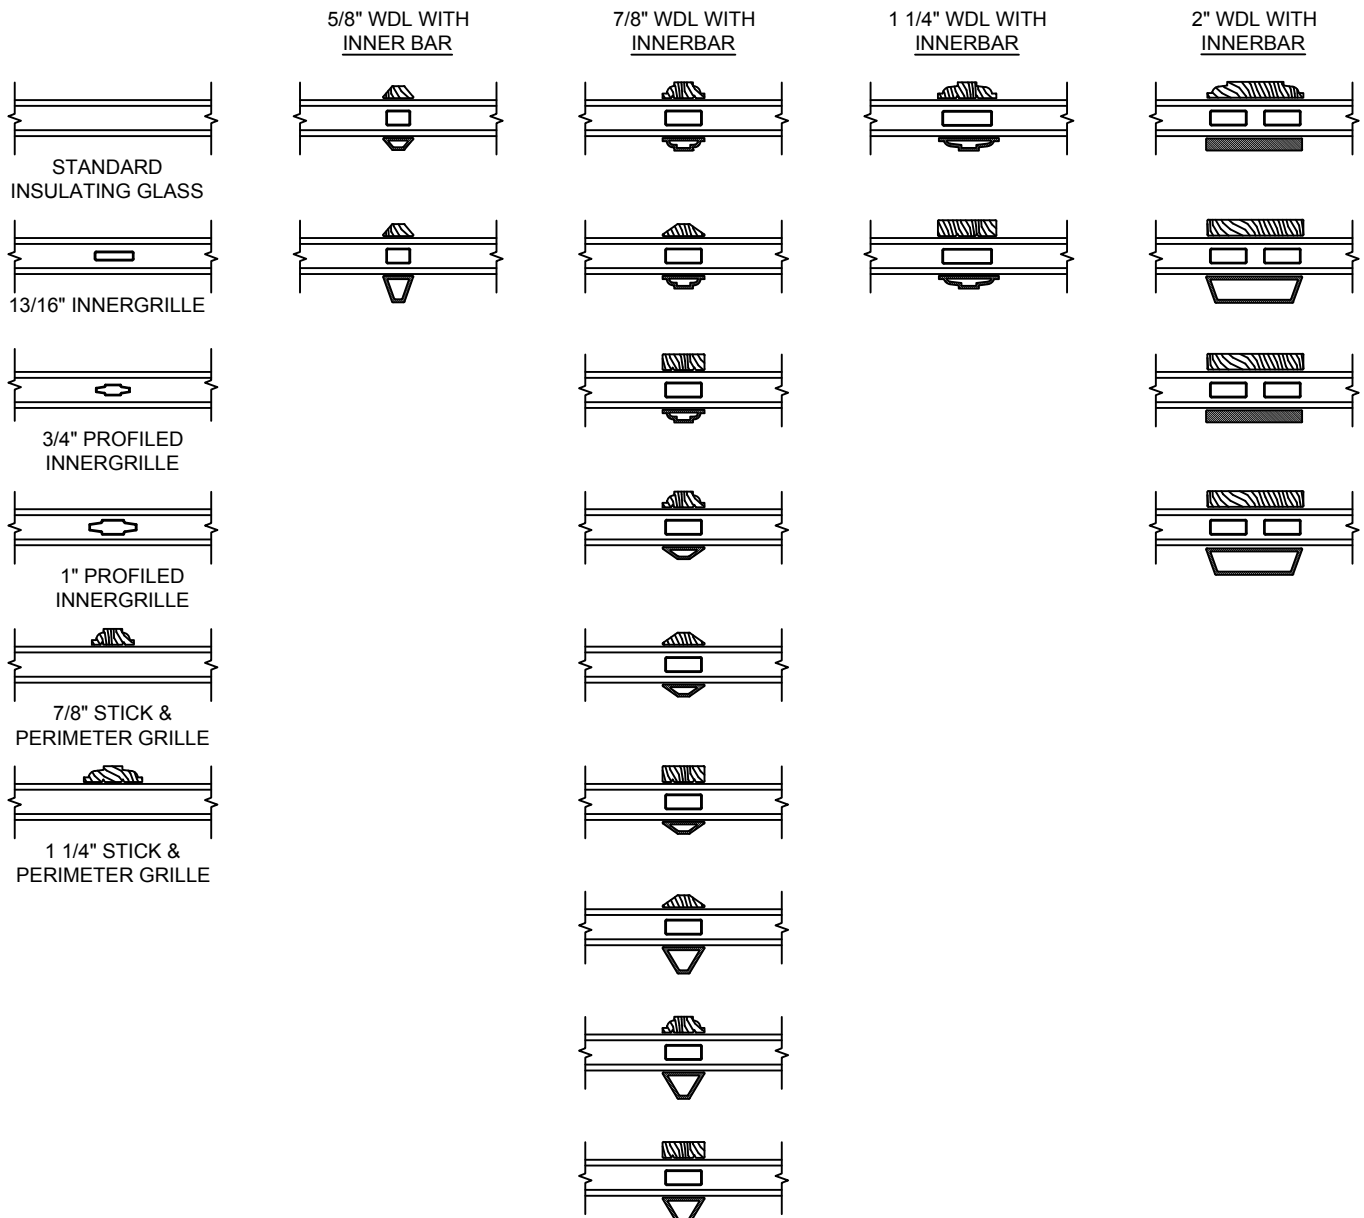 5/8" WDL WITH
INNER BAR
7/8" WDL WITH
INNERBAR
1 1/4" WDL WITH
INNERBAR
2" WDL WITH
INNERBAR
STANDARD
INSULATING GLASS
13/16" INNERGRILLE
3/4" PROFILED
INNERGRILLE
1" PROFILED
INNERGRILLE
7/8" STICK &
PERIMETER GRILLE
1 1/4" STICK &
PERIMETER GRILLE